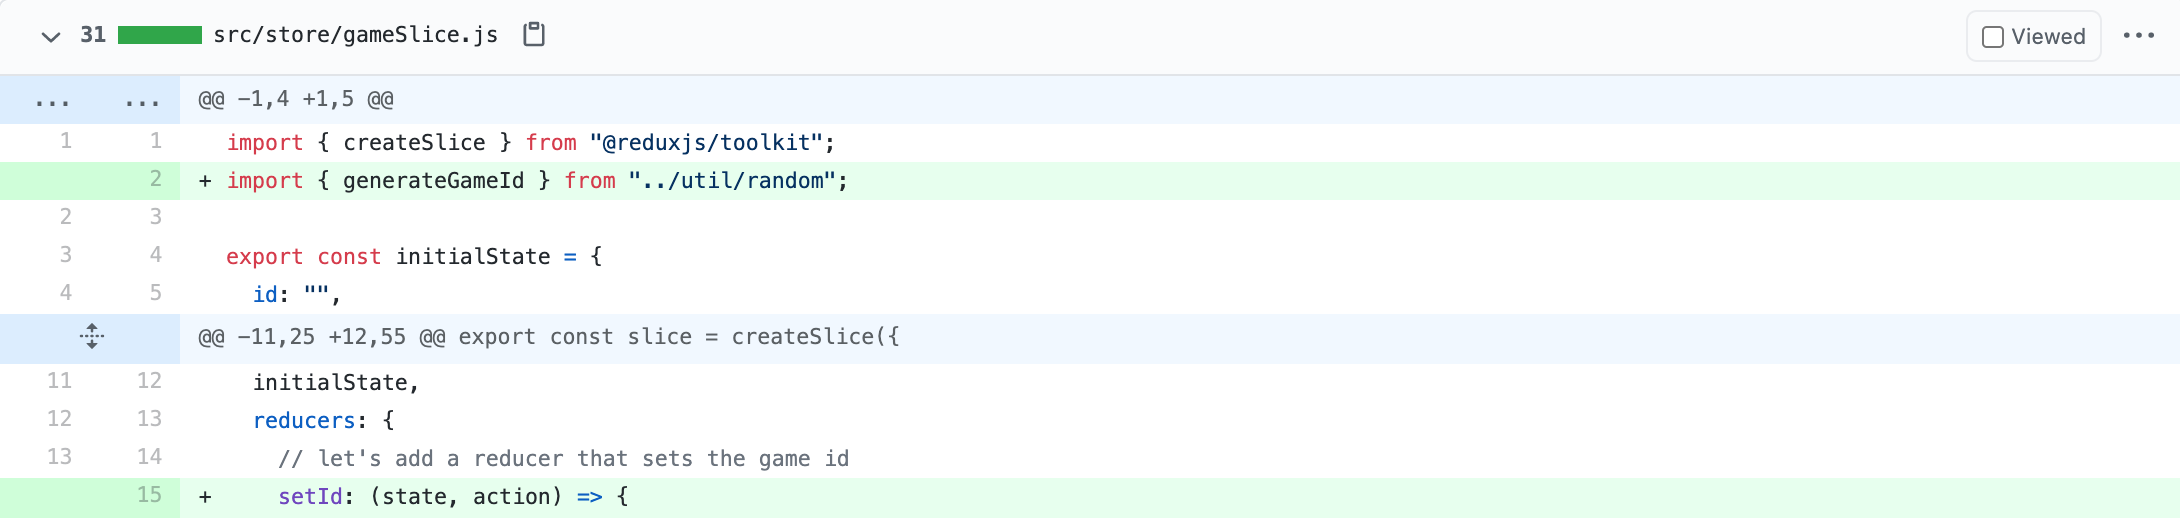 31 src/store/gameSlice.js Viewed ...
... ... @@ -1,4 +1,5 @@
1 1 import { createSlice } from "@reduxjs/toolkit";
2 + import { generateGameId } from "../util/random";
2 3
3 4 export const initialState = {
4 5 id: "",
@@ -11,25 +12,55 @@ export const slice = createSlice({
11 12 initialState,
12 13 reducers: {
13 14 // let's add a reducer that sets the game id
15 + setId: (state, action) => {